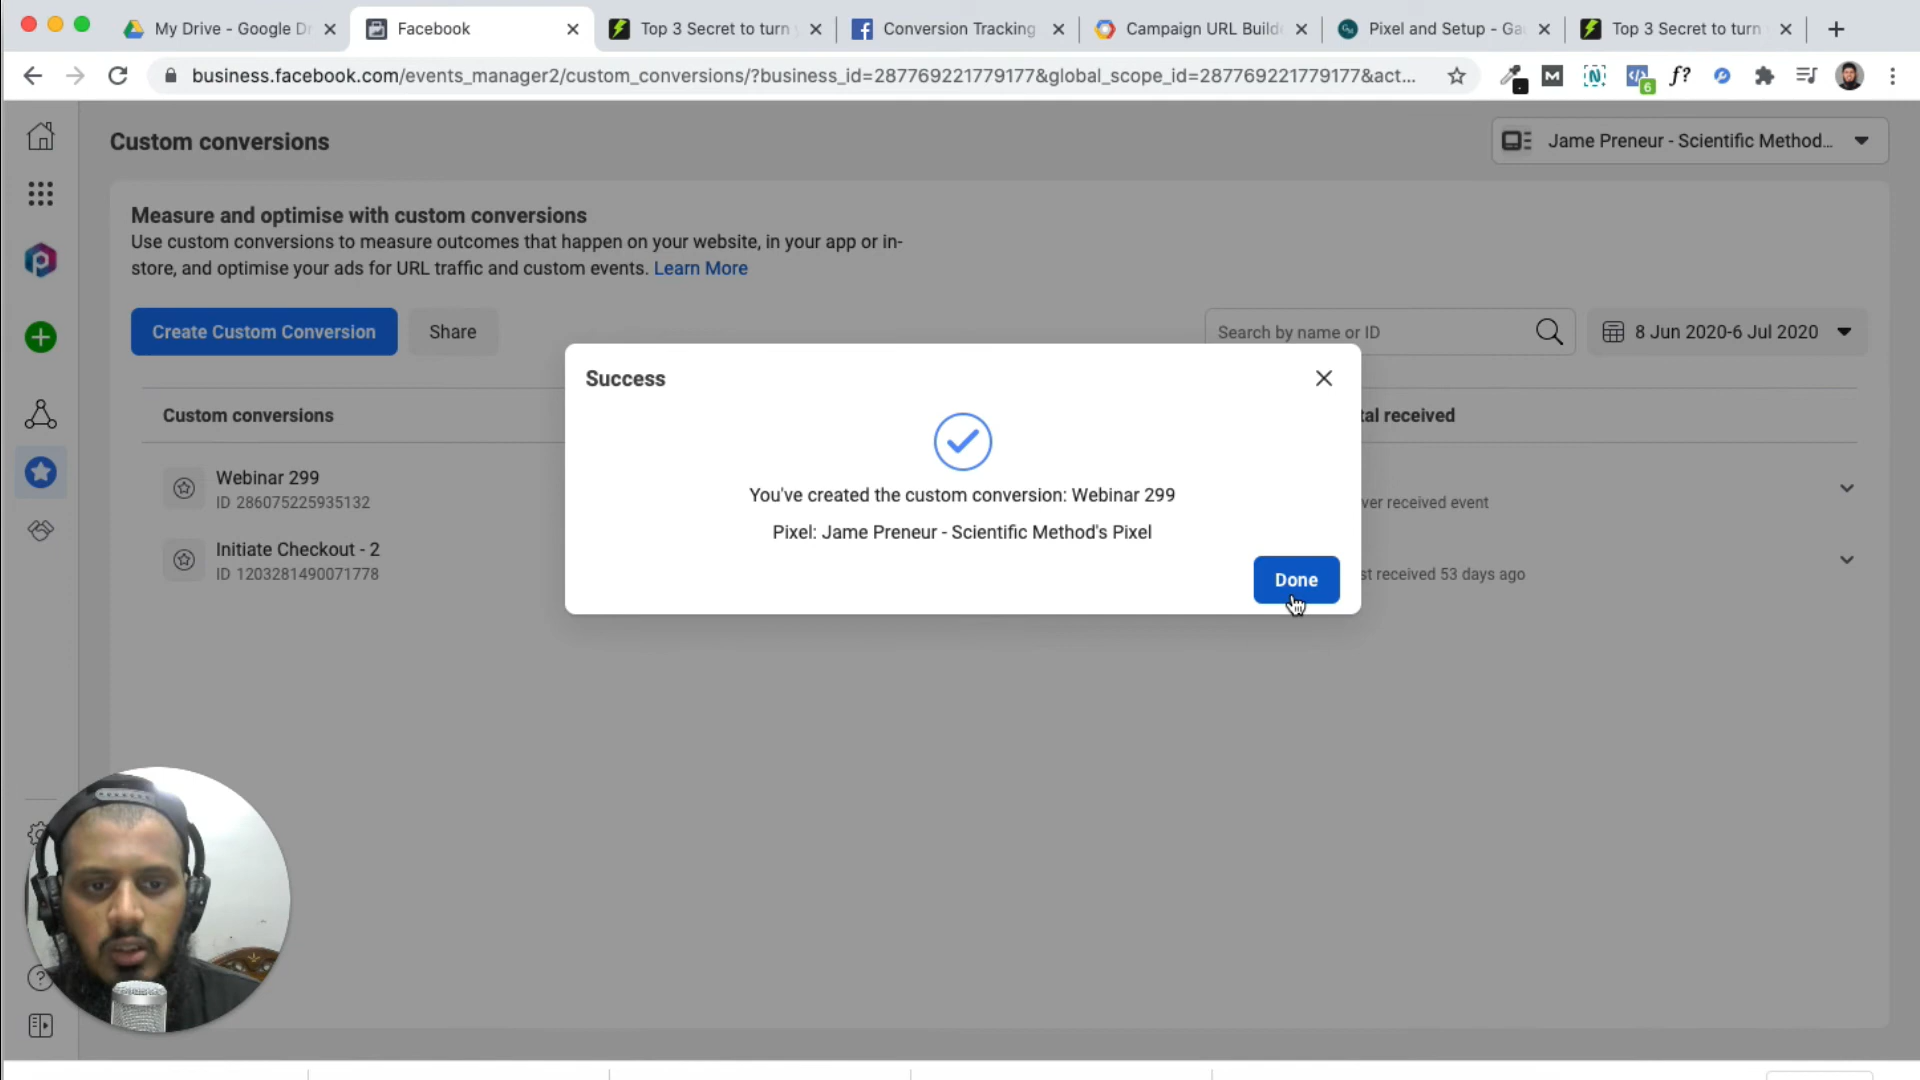 My Drive - Google Dr
Facebook
Top 3 Secret to turn
Conversion Tracking
Campaign URL Build
Pixel and Setup - Ga
Top 3 Secret to turn
business.facebook.com/events_manager2/custom_conversions/?business_id=287769221779177&global_scope_id=287769221779177&act...
M
N
6
f?
Custom conversions
Jame Preneur - Scientific Method...
Measure and optimise with custom conversions
Use custom conversions to measure outcomes that happen on your website, in your app or in-
store, and optimise your ads for URL traffic and custom events. Learn More
Create Custom Conversion
Share
Search by name or ID
8 Jun 2020-6 Jul 2020
Success
Custom conversions
tal received
Webinar 299
ID 286075225935132
ver received event
You've created the custom conversion: Webinar 299
Pixel: Jame Preneur - Scientific Method's Pixel
Initiate Checkout - 2
ID 1203281490071778
st received 53 days ago
Done